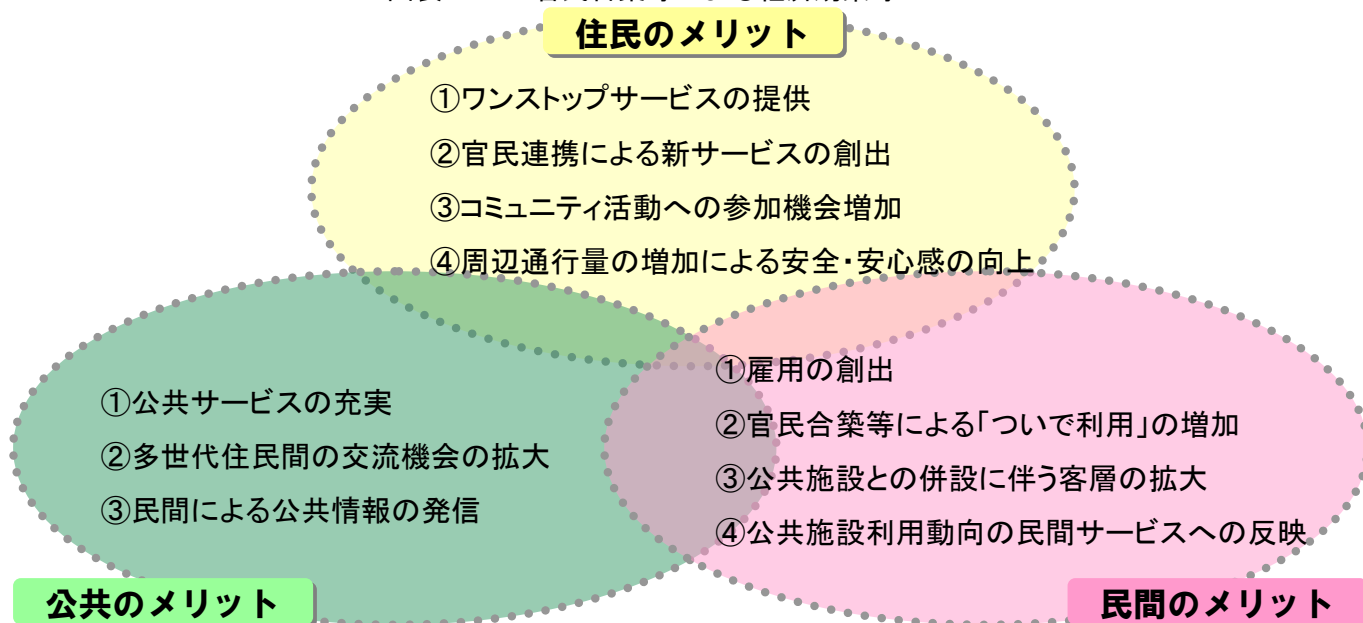 住民のメリット
①ワンストップサービスの提供
②官民連携による新サービスの創出
③コミュニティ活動への参加機会増加
④周辺通行量の増加による安全・安心感の向上
①公共サービスの充実
②多世代住民間の交流機会の拡大
③民間による公共情報の発信
公共のメリット
①雇用の創出
②官民合築等による「ついで利用」の増加
③公共施設との併設に伴う客層の拡大
④公共施設利用動向の民間サービスへの反映
民間のメリット